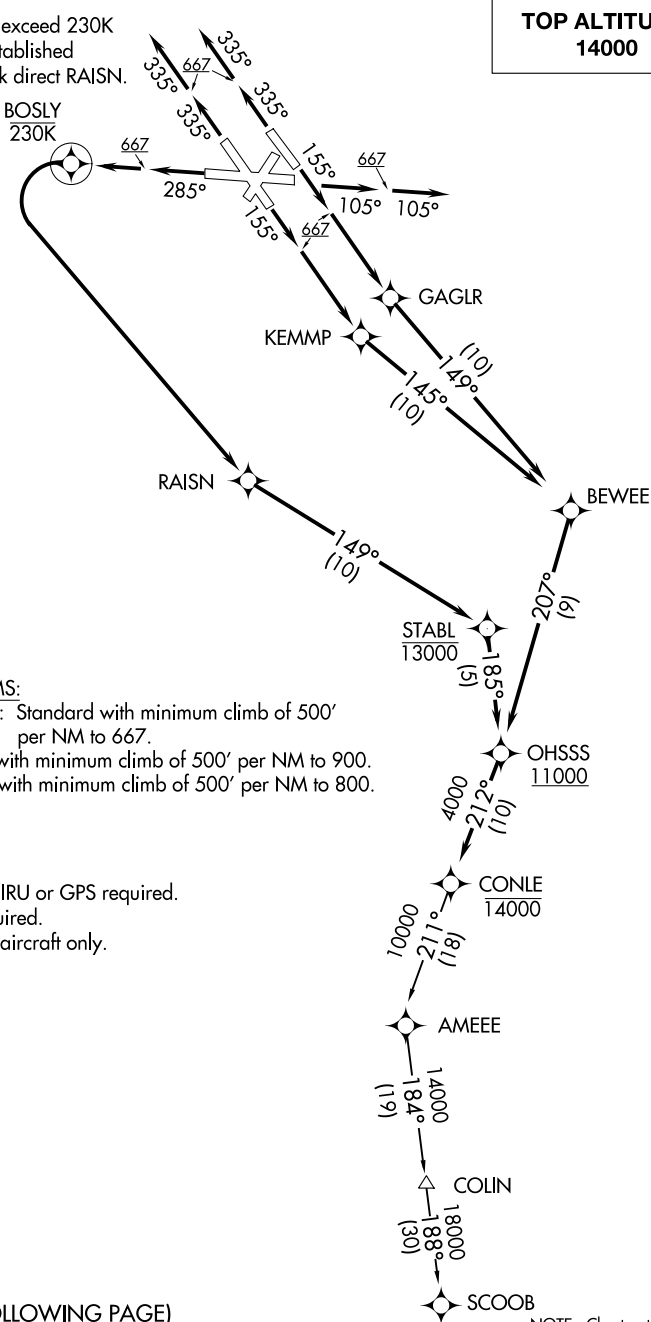 exceed 230K
tablished
k direct RAISN.
TOP ALTITU
14000
BOSLY
230K
335°
335°
667
335°
335°
667
285°
155°
667
105°
105°
155°
667
GAGLR
KEMMP
149°
(10)
145°
(10)
RAISN
BEWEE
149°
(10)
207°
(9)
STABL
13000
185°
(5)
MS:
: Standard with minimum climb of 500'
per NM to 667.
with minimum climb of 500' per NM to 900.
with minimum climb of 500' per NM to 800.
OHSSS
11000
4000
212°
(10)
IRU or GPS required.
uired.
aircraft only.
CONLE
14000
10000
211°
(18)
AMEEE
14000
184°
(19)
COLIN
18000
188°
(30)
SCOOB
OLLOWING PAGE)